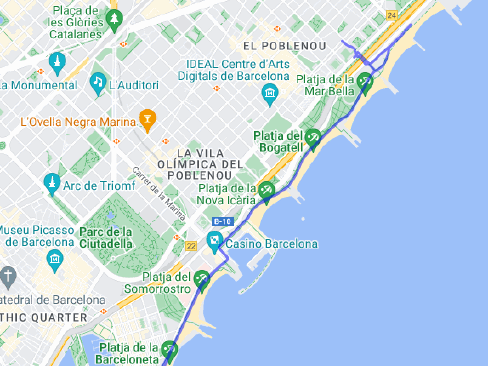 Plaça de
les Glòries
Catalanes
24
EL POBLENOU
IDEAL Centre d'Arts
Digitals de Barcelona
Platja de la
Mar Bella
La Monumental
L'Auditori
L'Ovella Negra Marina
Platja del
Bogatell
LA VILA
OLÍMPICA DEL
POBLENOU
Arc de Triomf
Carrer de la Marina
Platja de la
Nova Icària
B-10
Museu Picasso
de Barcelona
Parc de la
Ciutadella
22
Casino Barcelona
Platja del
Somorrostro
atedral de Barcelona
THIC QUARTER
Platja de la
Barceloneta